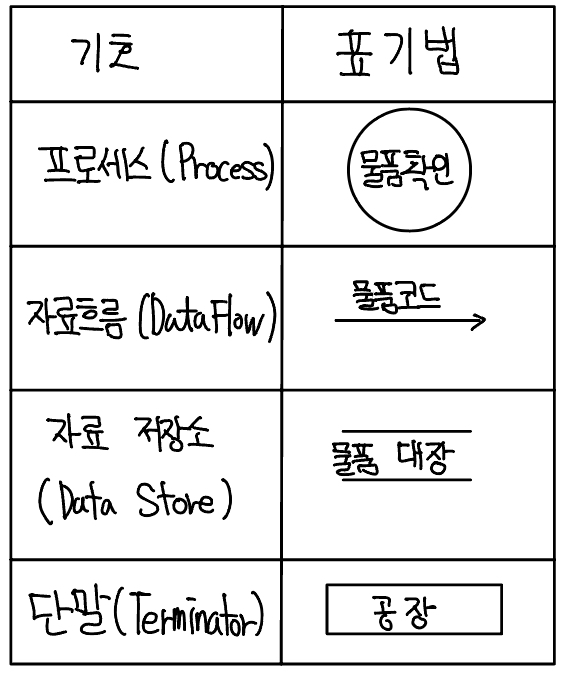 기호
표기법
프로세스(Process)
물품확인
자료흐름(DataFlow)
물품코드
자료 저장소
(Data Store)
물품 대장
단말(Terminator)
공장